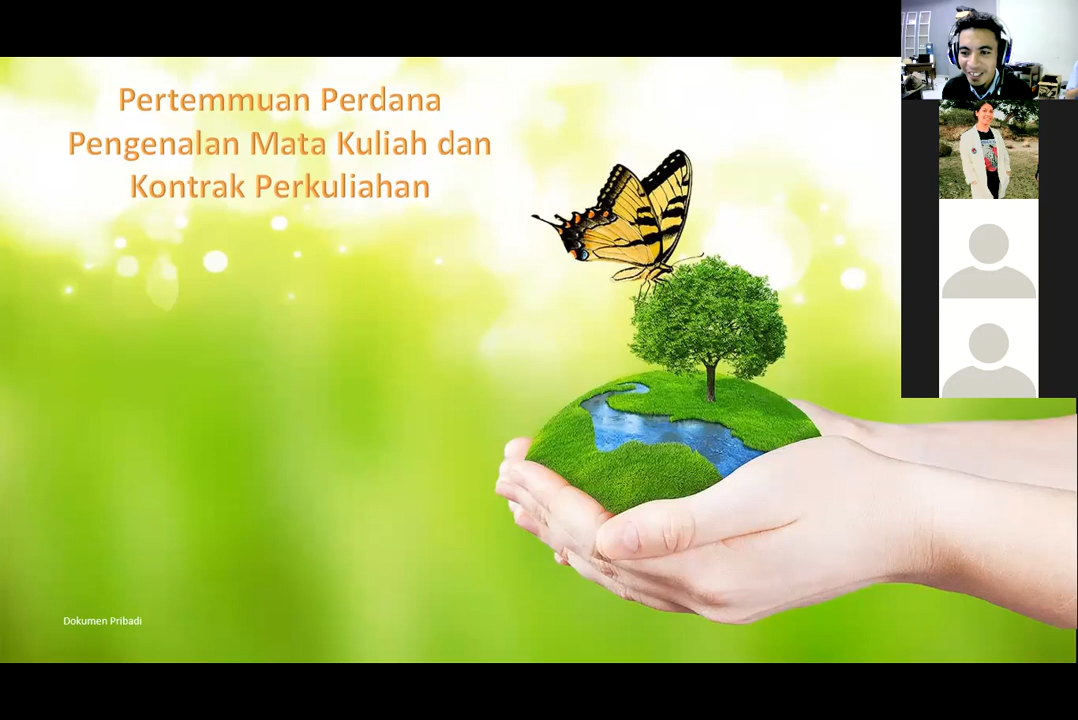 Pertemmuan Perdana
Pengenalan Mata Kuliah dan
Kontrak Perkuliahan
Dokumen Pribadi